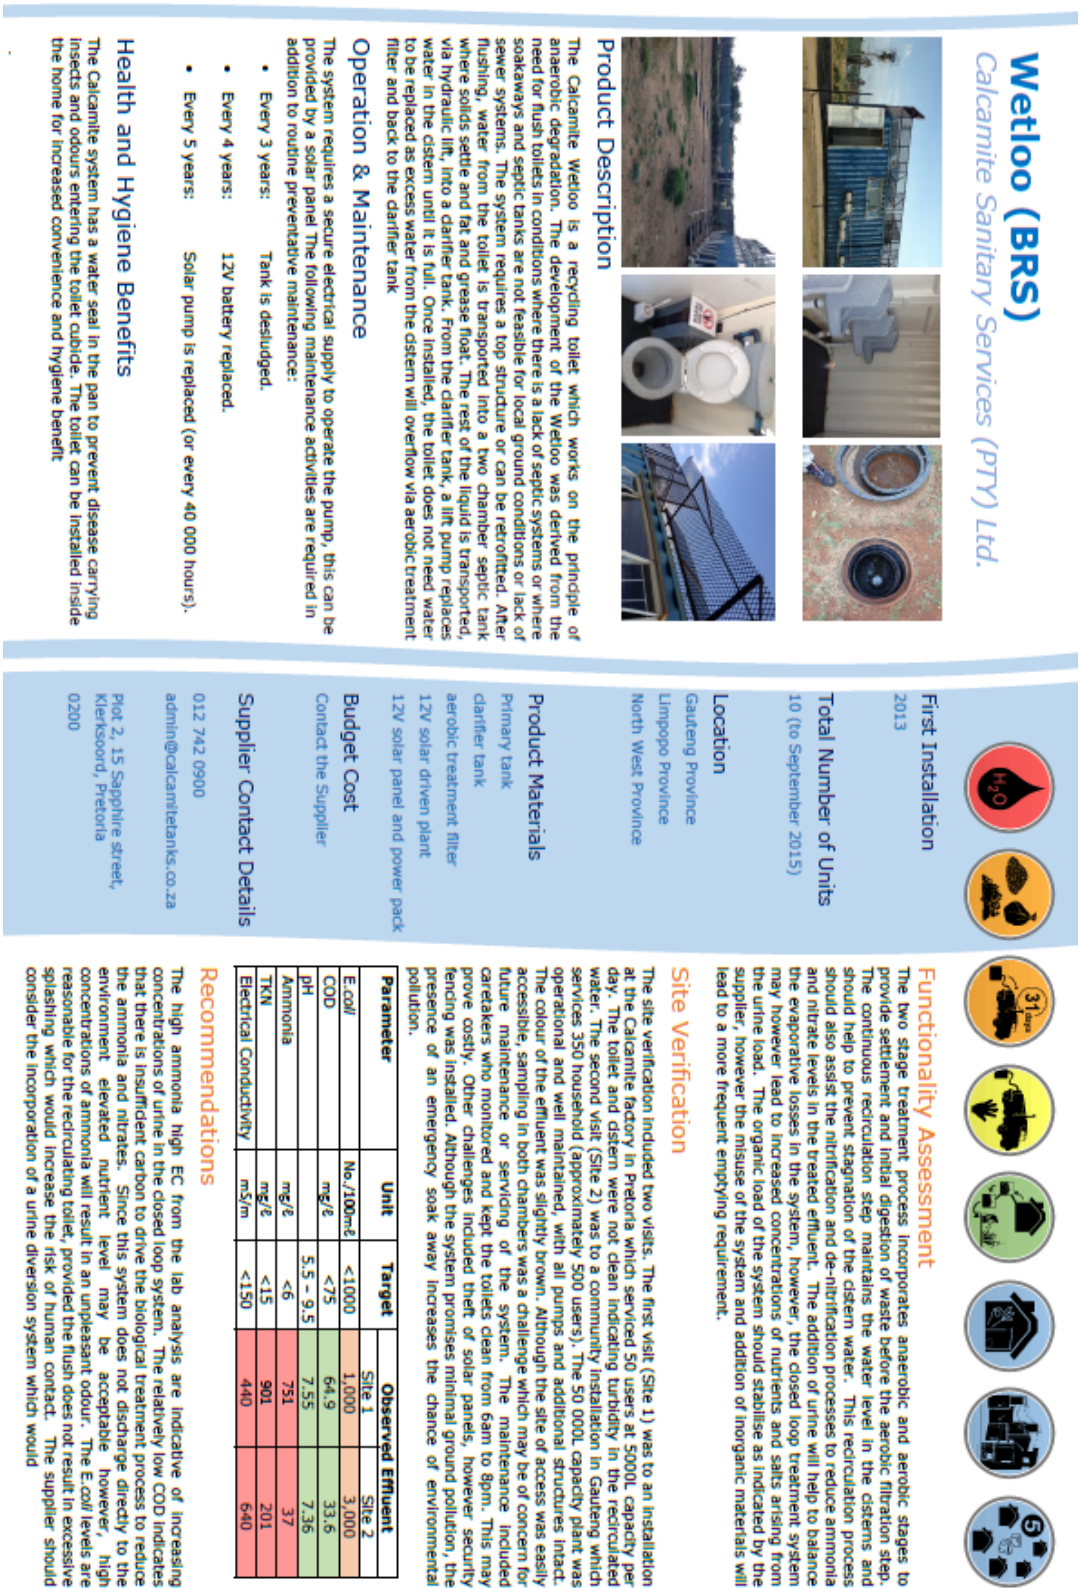 Wetloo (BRS)
Calcamite Sanitary Services (PTY) Ltd.
Product Description
The Calcamite Wetloo is a recycling toilet which works on the principle of
anaerobic degradation. The development of the Wetloo was derived from the
need for flush toilets in conditions where there is a lack of septic systems or where
soakaways and septic tanks are not feasible for local ground conditions or lack of
sewer systems. The system requires a top structure or can be retrofitted. After
flushing, water from the toilet is transported into a two chamber septic tank
where solids settle and fat and grease float. The rest of the liquid is transported,
via hydraulic lift, into a clarifier tank. From the clarifier tank, a lift pump replaces
water in the cistern until it is full. Once installed, the toilet does not need water
to be replaced as excess water from the cistern will overflow via aerobic treatment
filter and back to the clarifier tank
Operation & Maintenance
The system requires a secure electrical supply to operate the pump, this can be
provided by a solar panel The following maintenance activities are required in
addition to routine preventative maintenance:
• Every 3 years: Tank is desludged.
• Every 4 years: 12V battery replaced.
• Every 5 years: Solar pump is replaced (or every 40 000 hours).
Health and Hygiene Benefits
The Calcamite system has a water seal in the pan to prevent disease carrying
insects and odours entering the toilet cubicle. The toilet can be installed inside
the home for increased convenience and hygiene benefit
H2O
31 days
5
First Installation
2013
Total Number of Units
10 (to September 2015)
Location
Gauteng Province
Limpopo Province
North West Province
Product Materials
Primary tank
clarifier tank
aerobic treatment filter
12V solar driven plant
12V solar panel and power pack
Budget Cost
Contact the Supplier
Supplier Contact Details
012 742 0900
admin@calcamitetanks.co.za
Plot 2, 15 Sapphire street,
Klerksoord, Pretoria
0200
Functionality Assessment
The two stage treatment process incorporates anaerobic and aerobic stages to
provide settlement and initial digestion of waste before the aerobic filtration step.
The continuous recirculation step maintains the water level in the cisterns and
should help to prevent stagnation of the cistern water. This recirculation process
should also assist the nitrification and de-nitrification processes to reduce ammonia
and nitrate levels in the treated effluent. The addition of urine will help to balance
the evaporative losses in the system, however, the closed loop treatment system
may however lead to increased concentrations of nutrients and salts arising from
the urine load. The organic load of the system should stabilise as indicated by the
supplier, however the misuse of the system and addition of inorganic materials will
lead to a more frequent emptying requirement.
Site Verification
The site verification included two visits. The first visit (Site 1) was to an installation
at the Calcamite factory in Pretoria which serviced 50 users at 5000L capacity per
day. The toilet and cistern were not clean indicating turbidity in the recirculated
water. The second visit (Site 2) was to a community installation in Gauteng which
services 350 household (approximately 500 users). The 50 000L capacity plant was
operational and well maintained, with all pumps and additional structures intact.
The colour of the effluent was slightly brown. Although the site of access was easily
accessible, sampling in both chambers was a challenge which may be of concern for
future maintenance or servicing of the system. The maintenance included
caretakers who monitored and kept the toilets clean from 6am to 8pm. This may
prove costly. Other challenges included theft of solar panels, however security
fencing was installed. Although the system promises minimal ground pollution, the
presence of an emergency soak away increases the chance of environmental
pollution.
Parameter Unit Target Observed Effluent
Site 1 Site 2
E.coli No./100mℓ <1000 1,000 3,000
COD mg/ℓ <75 64.9 33.6
pH 5.5 – 9.5 7.55 7.36
Ammonia mg/ℓ <6 751 37
TKN mg/ℓ <15 901 201
Electrical Conductivity mS/m <150 440 640
Recommendations
The high ammonia high EC from the lab analysis are indicative of increasing
concentrations of urine in the closed loop system. The relatively low COD indicates
that there is insufficient carbon to drive the biological treatment process to reduce
the ammonia and nitrates. Since this system does not discharge directly to the
environment elevated nutrient level may be acceptable however, high
concentrations of ammonia will result in an unpleasant odour. The E.coli levels are
reasonable for the recirculating toilet, provided the flush does not result in excessive
splashing which would increase the risk of human contact. The supplier should
consider the incorporation of a urine diversion system which would